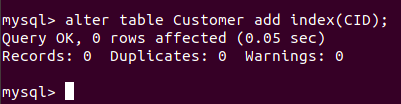 mysql> alter table Customer add index(CID);
Query OK, 0 rows affected (0.05 sec)
Records: 0  Duplicates: 0  Warnings: 0
mysql>